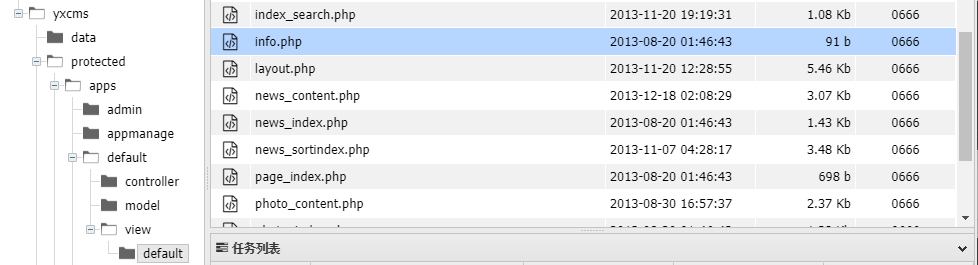 yxcms
data
protected
apps
admin
appmanage
default
controller
model
view
default
index_search.php 2013-11-20 19:19:31 1.08 Kb 0666
info.php 2013-08-20 01:46:43 91 b 0666
layout.php 2013-11-20 12:28:55 5.46 Kb 0666
news_content.php 2013-12-18 02:08:29 3.07 Kb 0666
news_index.php 2013-08-20 01:46:43 1.43 Kb 0666
news_sortindex.php 2013-11-07 04:28:17 3.48 Kb 0666
page_index.php 2013-08-20 01:46:43 698 b 0666
photo_content.php 2013-08-30 16:57:37 2.37 Kb 0666
任务列表